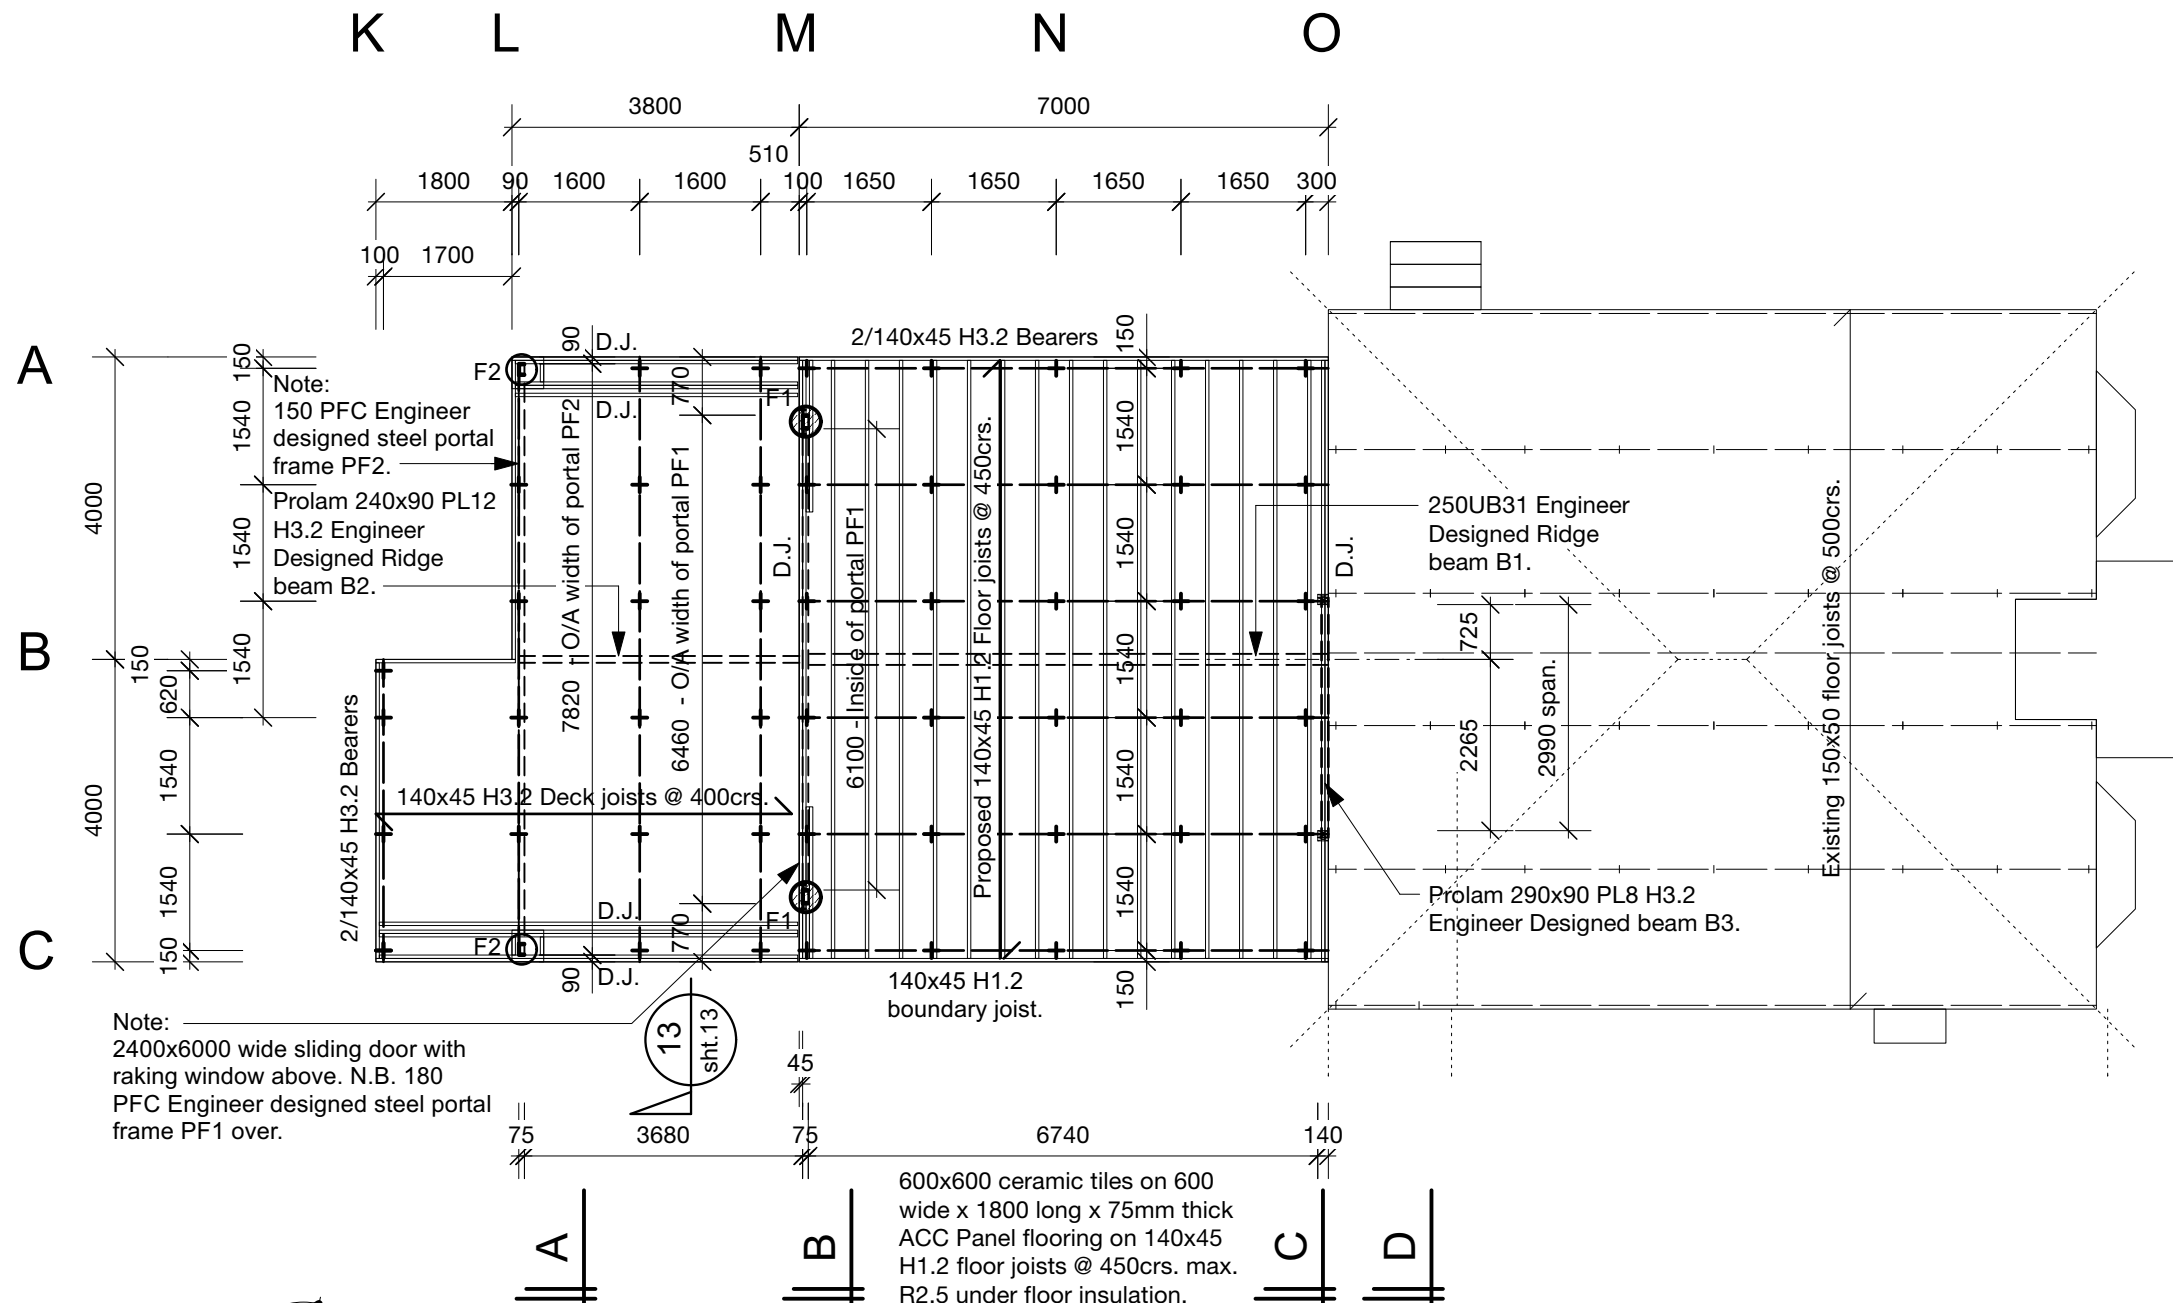 K L M N O
3800 7000
510
1800 90 1600 1600 100 1650 1650 1650 1650 300
100 1700
A
B
C
4000
4000
150
1540
1540
1540
150
620
1540
1540
150
Note:
150 PFC Engineer
designed steel portal
frame PF2.
Prolam 240x90 PL12
H3.2 Engineer
Designed Ridge
beam B2.
F2
F2
F1
F1
90
D.J.
D.J.
770
7820 - O/A width of portal PF2
6460 - O/A width of portal PF1
D.J.
6100 - Inside of portal PF1
2/140x45 H3.2 Bearers
150
1540
1540
1540
1540
1540
150
Proposed 140x45 H1.2 Floor joists @ 450crs.
2/140x45 H3.2 Bearers
140x45 H3.2 Deck joists @ 400crs.
D.J.
D.J.
90
770
140x45 H1.2
boundary joist.
250UB31 Engineer
Designed Ridge
beam B1.
D.J.
725
2265
2990 span.
Existing 150x50 floor joists @ 500crs.
Prolam 290x90 PL8 H3.2
Engineer Designed beam B3.
Note:
2400x6000 wide sliding door with
raking window above. N.B. 180
PFC Engineer designed steel portal
frame PF1 over.
13
sht.13
45
75 3680 75 6740 140
600x600 ceramic tiles on 600
wide x 1800 long x 75mm thick
ACC Panel flooring on 140x45
H1.2 floor joists @ 450crs. max.
R2.5 under floor insulation.
A B C D